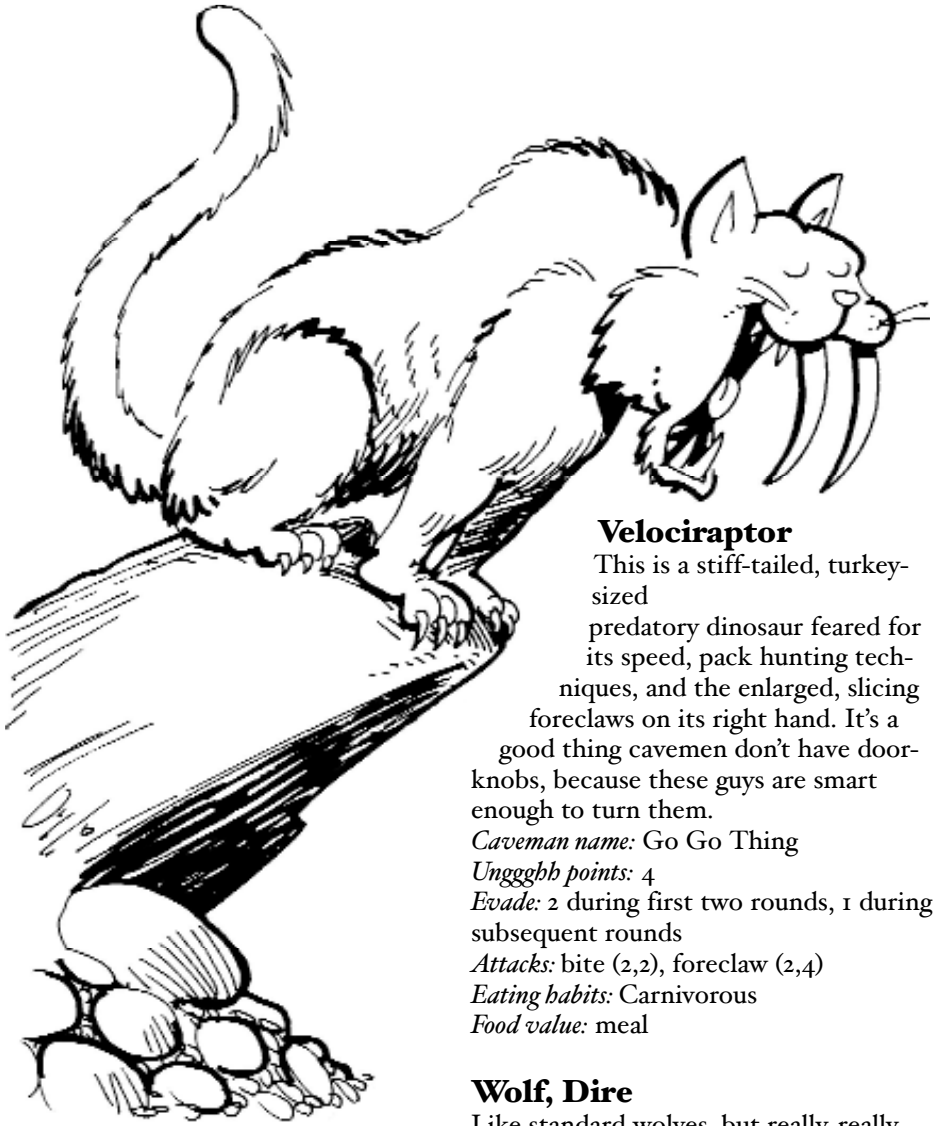 Velociraptor
This is a stiff-tailed, turkey-
sized
predatory dinosaur feared for
its speed, pack hunting tech-
niques, and the enlarged, slicing
foreclaws on its right hand. It’s a
good thing cavemen don’t have door-
knobs, because these guys are smart
enough to turn them.
Caveman name: Go Go Thing
Unggghh points: 4
Evade: 2 during first two rounds, 1 during
subsequent rounds
Attacks: bite (2,2), foreclaw (2,4)
Eating habits: Carnivorous
Food value: meal
Wolf, Dire
Like standard wolves, but really, really